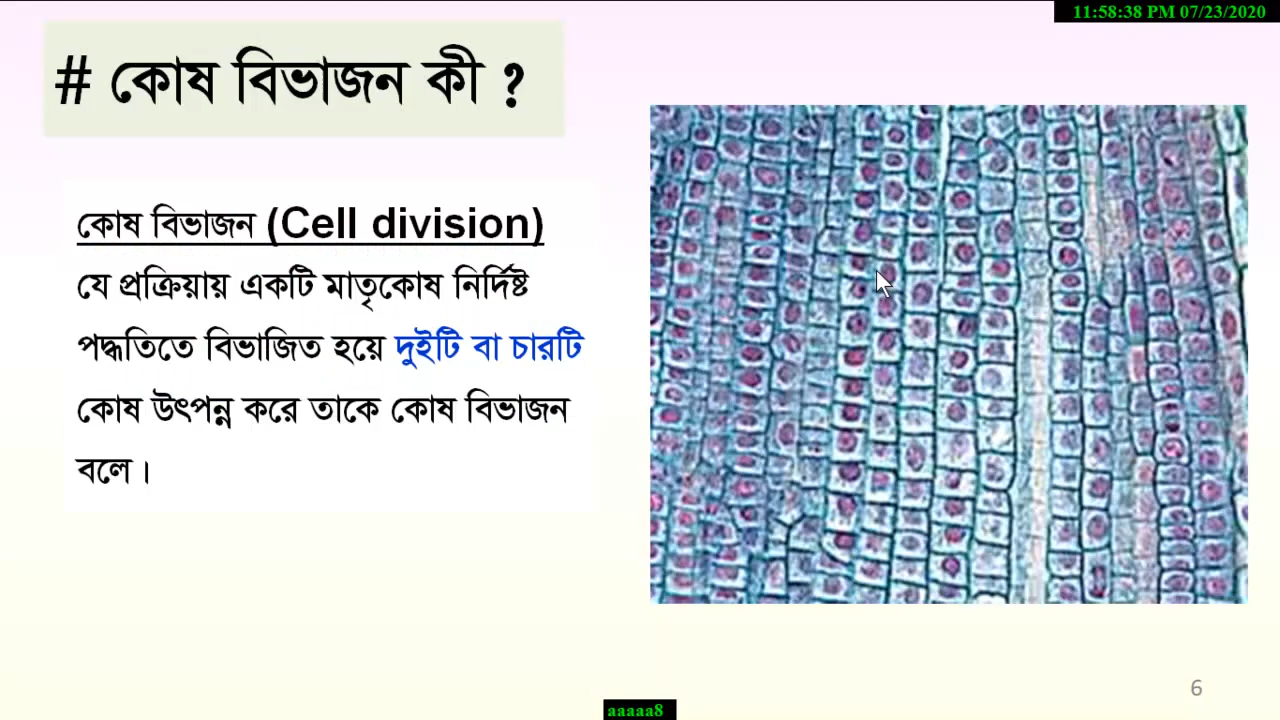 11:58:38 PM 07/23/2020
# কোষ বিভাজন কী ?
কোষ বিভাজন (Cell division)
যে প্রক্রিয়ায় একটি মাতৃকোষ নির্দিষ্ট
পদ্ধতিতে বিভাজিত হয়ে দুইটি বা চারটি
কোষ উৎপন্ন করে তাকে কোষ বিভাজন
বলে।
6
aaaaa8